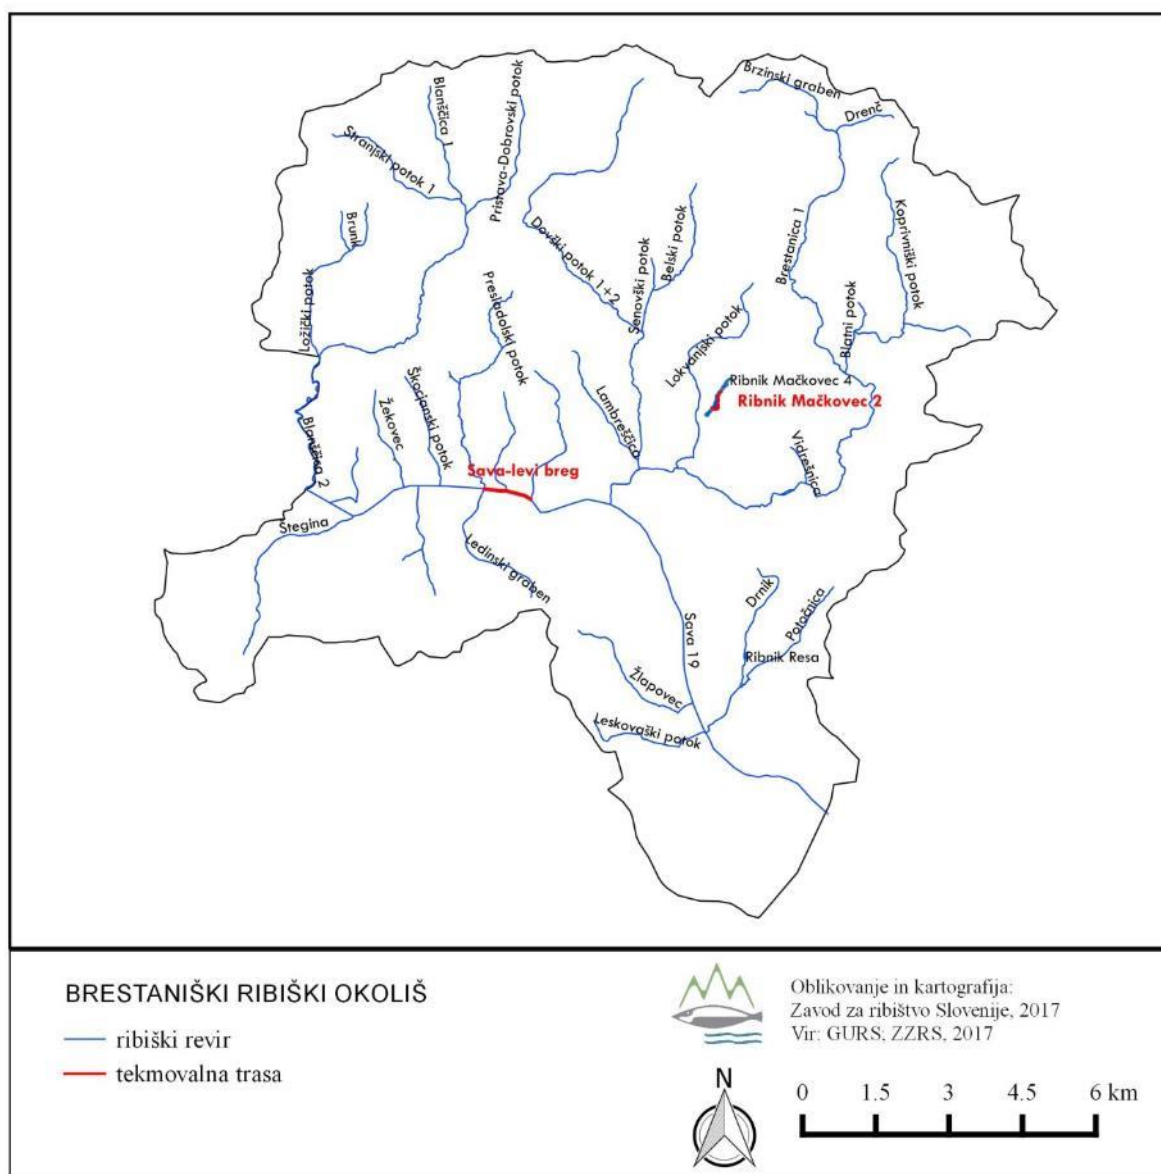 Brzinski graben
Drenč
Blanščica 1
Pristava-Dobrovski potok
Stranjski potok 1
Brunk
Ložički potok
Dovški potok 1+2
Senovški potok
Belski potok
Brestanica 1
Koprivniški potok
Blatni potok
Presladolski potok
Lokvanjski potok
Škocjanski potok
Žekovec
Lambreščica
Ribnik Mačkovec 4
Ribnik Mačkovec 2
Blanščica 2
Sava-levi breg
Vidrešnica
Štegina
Ledinski graben
Drnik
Potočnica
Sava 19
Ribnik Resa
Žlapovec
Leskovaški potok
BRESTANIŠKI RIBIŠKI OKOLIŠ
ribiški revir
tekmovalna trasa
Oblikovanje in kartografija:
Zavod za ribištvo Slovenije, 2017
Vir: GURS; ZZRS, 2017
N
0 1.5 3 4.5 6 km